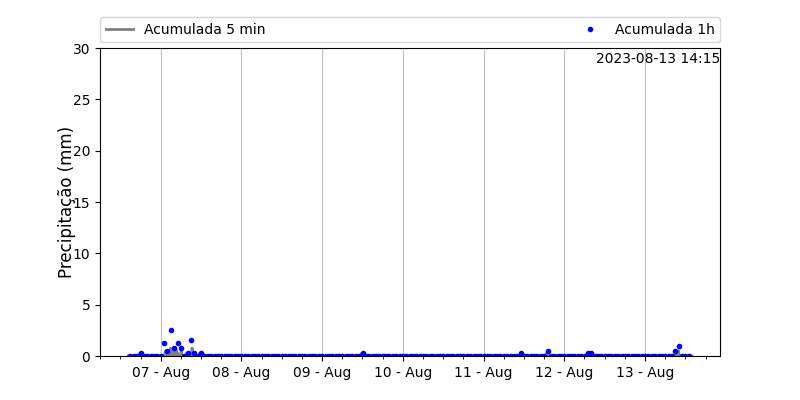 Acumulada 5 min
Acumulada 1h
2023-08-13 14:15
Precipitação (mm)
30
25
20
15
10
5
0
07 - Aug
08 - Aug
09 - Aug
10 - Aug
11 - Aug
12 - Aug
13 - Aug